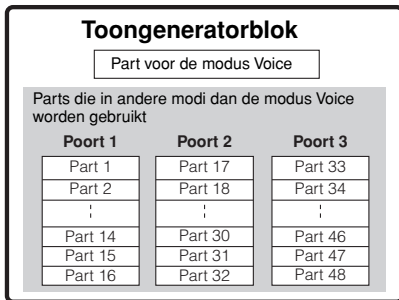 Toongeneratorblok
Part voor de modus Voice
Parts die in andere modi dan de modus Voice
worden gebruikt
Poort 1 Poort 2 Poort 3
Part 1 Part 17 Part 33
Part 2 Part 18 Part 34
Part 14 Part 30 Part 46
Part 15 Part 31 Part 47
Part 16 Part 32 Part 48